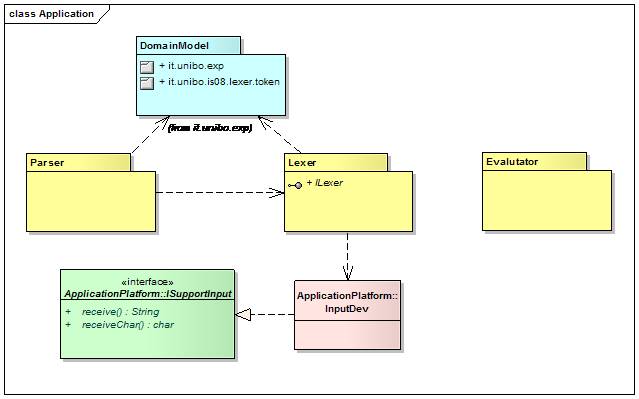 class Application
DomainModel
+ it.unibo.exp
+ it.unibo.is08.lexer.token
(from it.unibo.exp)
Parser
Lexer
+ ILexer
Evalutator
«interface»
ApplicationPlatform::ISupportInput
+ receive() : String
+ receiveChar() : char
ApplicationPlatform::
InputDev